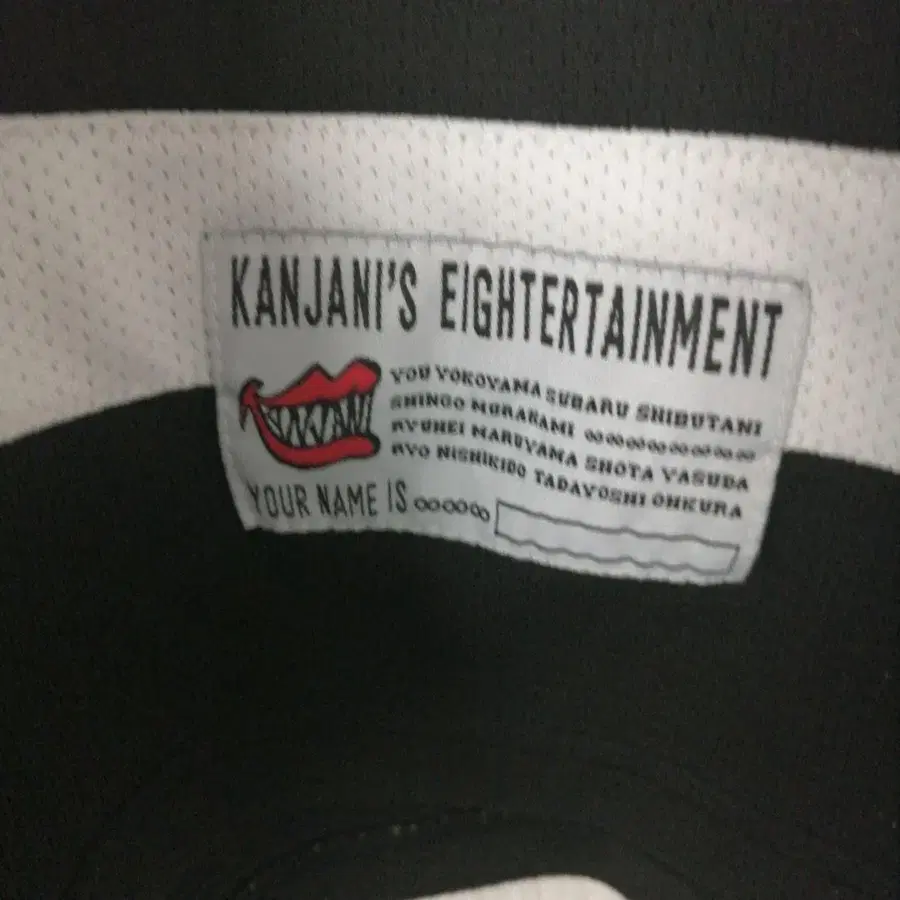 KANJANI'S EIGHTERTAINMENT
YOU YOKOYAMA SUBARU SHIBUTANI
SHINGO MURAKAMI ∞∞∞∞∞∞∞∞
RYUHEI MARUYAMA SHOTA YASUDA
RYO NISHIKIDO TADAYOSHI OHKURA
KANJANI
YOUR NAME IS ∞∞∞∞